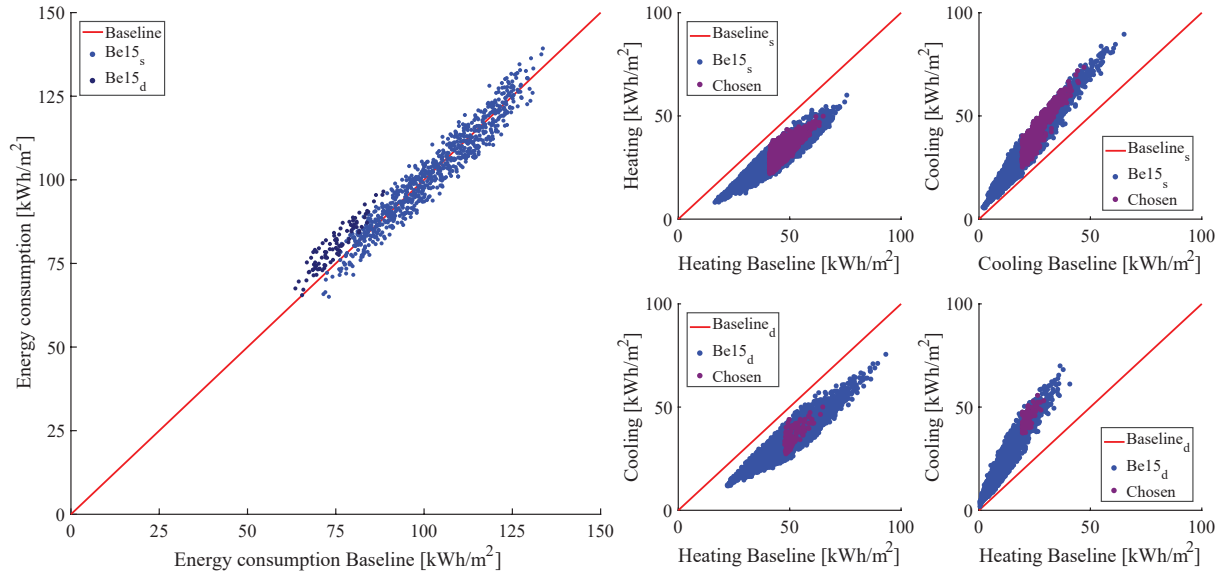 150
125
100
75
50
25
0
0
25
50
75
100
125
150
Energy consumption [kWh/m²]
Energy consumption Baseline [kWh/m²]
Baseline
Be15s
Be15d
100
50
0
0
50
100
Heating [kWh/m²]
Heating Baseline [kWh/m²]
Baselines
Be15s
Chosen
100
50
0
0
50
100
Cooling [kWh/m²]
Cooling Baseline [kWh/m²]
Baselines
Be15s
Chosen
100
50
0
0
50
100
Cooling [kWh/m²]
Heating Baseline [kWh/m²]
Baselined
Be15d
Chosen
100
50
0
0
50
100
Cooling [kWh/m²]
Heating Baseline [kWh/m²]
Baselined
Be15d
Chosen